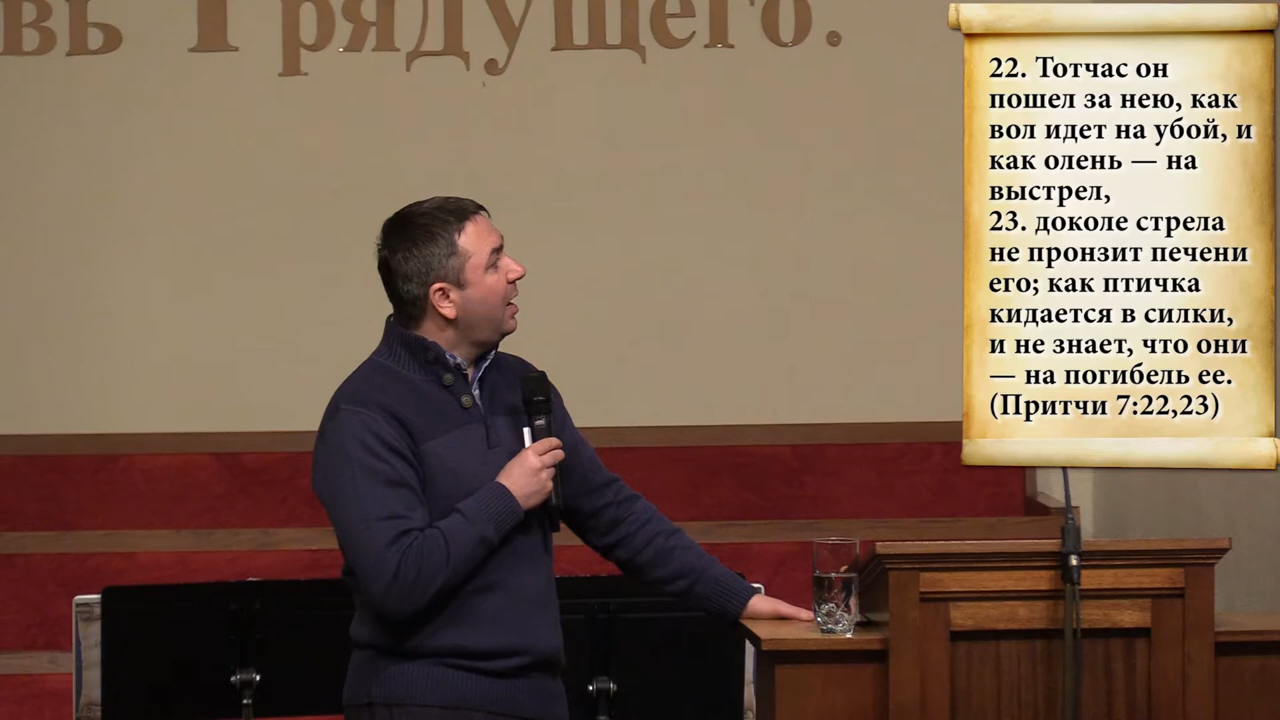 вь Грядущего.
22. Тотчас он
пошел за нею, как
вол идет на убой, и
как олень — на
выстрел,
23. доколе стрела
не пронзит печени
его; как птичка
кидается в силки,
и не знает, что они
— на погибель ее.
(Притчи 7:22,23)